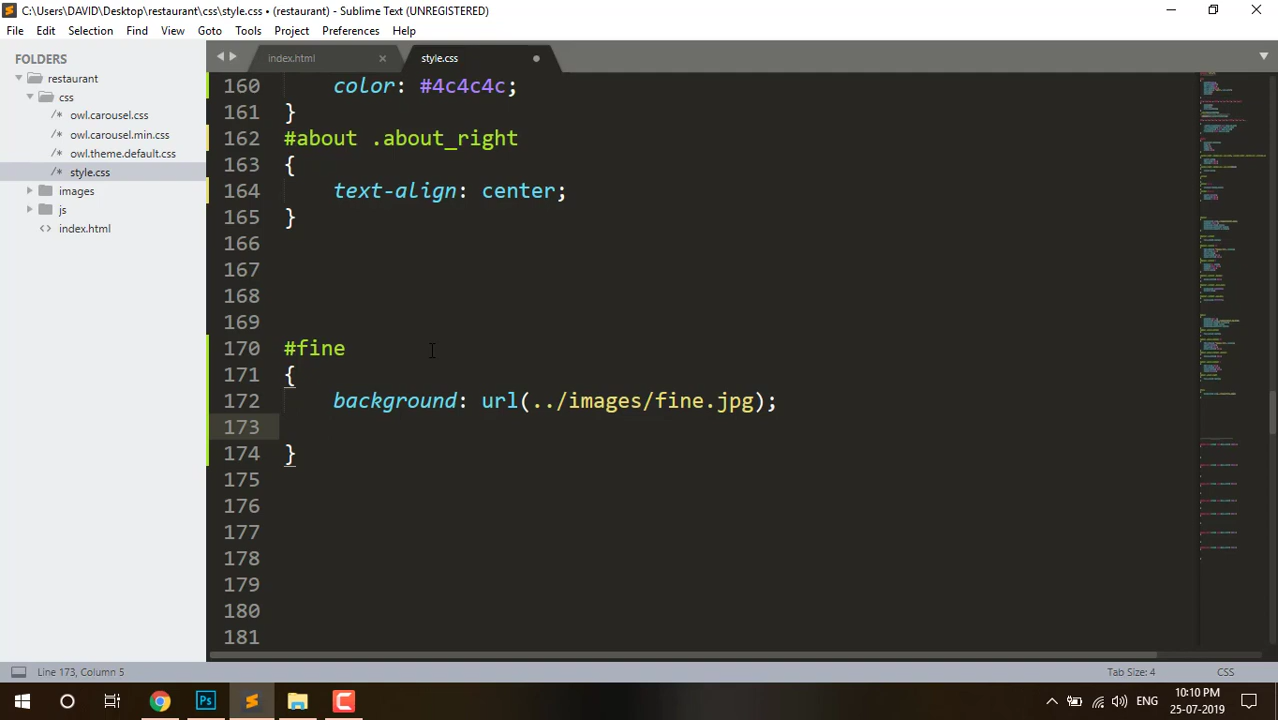 C:\Users\DAVID\Desktop\restaurant\css\style.css • (restaurant) - Sublime Text (UNREGISTERED)
File Edit Selection Find View Goto Tools Project Preferences Help
FOLDERS
restaurant
css
/* owl.carousel.css
/* owl.carousel.min.css
/* owl.theme.default.css
/* style.css
images
js
<> index.html
index.html × style.css
160 color: #4c4c4c;
161 }
162 #about .about_right
163 {
164 text-align: center;
165 }
166
167
168
169
170 #fine
171 {
172 background: url(../images/fine.jpg);
173
174 }
175
176
177
178
179
180
181
Line 173, Column 5 Tab Size: 4 CSS
Ps ENG 10:10 PM
25-07-2019